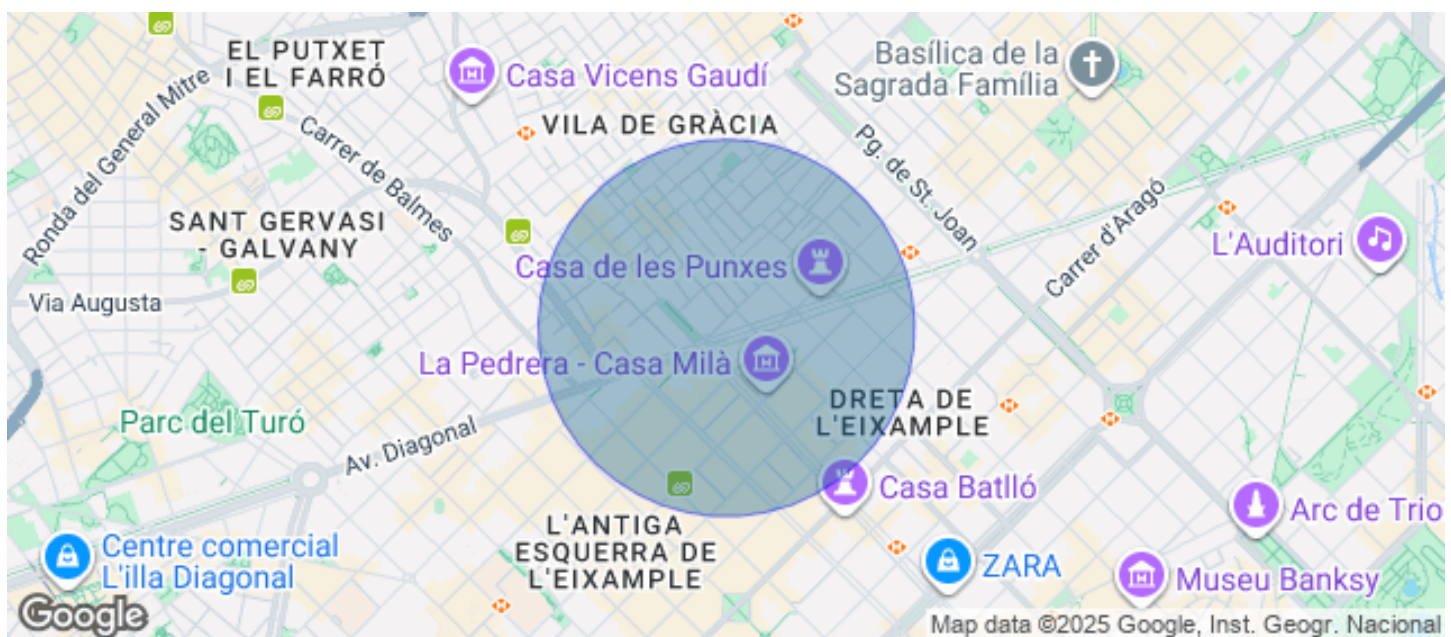 EL PUTXET
I EL FARRÓ
Casa Vicens Gaudí
Basílica de la
Sagrada Família
VILA DE GRÀCIA
Ronda del General Mitre
Carrer de Balmes
Pg. de St. Joan
Carrer d'Aragó
SANT GERVASI
- GALVANY
L'Auditori
Casa de les Punxes
Via Augusta
La Pedrera - Casa Milà
Parc del Turó
Av. Diagonal
DRETA DE
L'EIXAMPLE
Casa Batlló
Arc de Trio
L'ANTIGA
ESQUERRA DE
L'EIXAMPLE
Centre comercial
L'illa Diagonal
ZARA
Museu Banksy
Google
Map data ©2025 Google, Inst. Geogr. Nacional